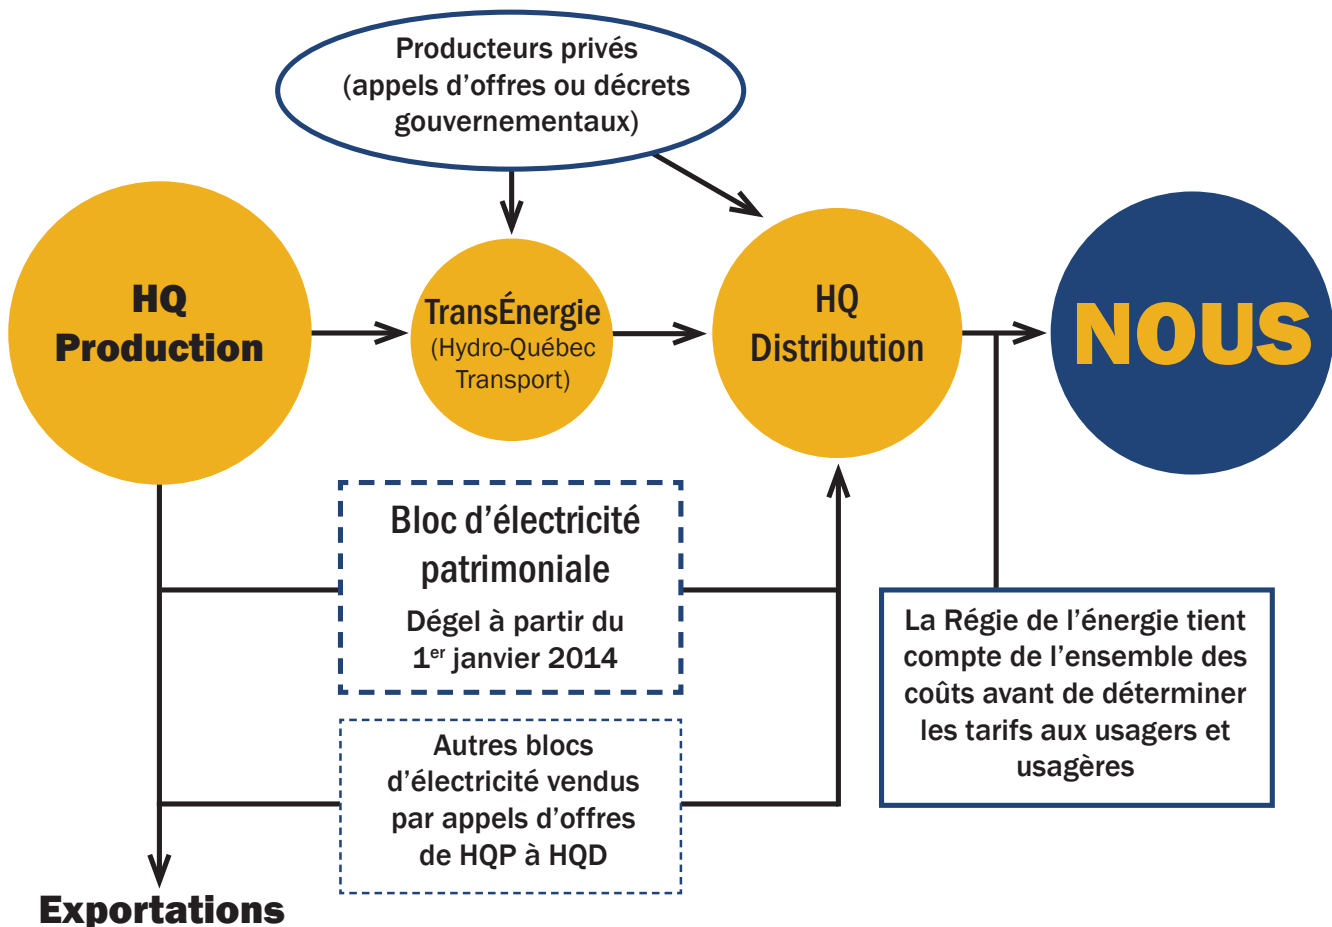 Producteurs privés
(appels d’offres ou décrets
gouvernementaux)
HQ
Production
TransÉnergie
(Hydro-Québec
Transport)
HQ
Distribution
NOUS
Bloc d’électricité
patrimoniale
Dégel à partir du
1er janvier 2014
La Régie de l’énergie tient
compte de l’ensemble des
coûts avant de déterminer
les tarifs aux usagers et
usagères
Autres blocs
d’électricité vendus
par appels d’offres
de HQP à HQD
Exportations